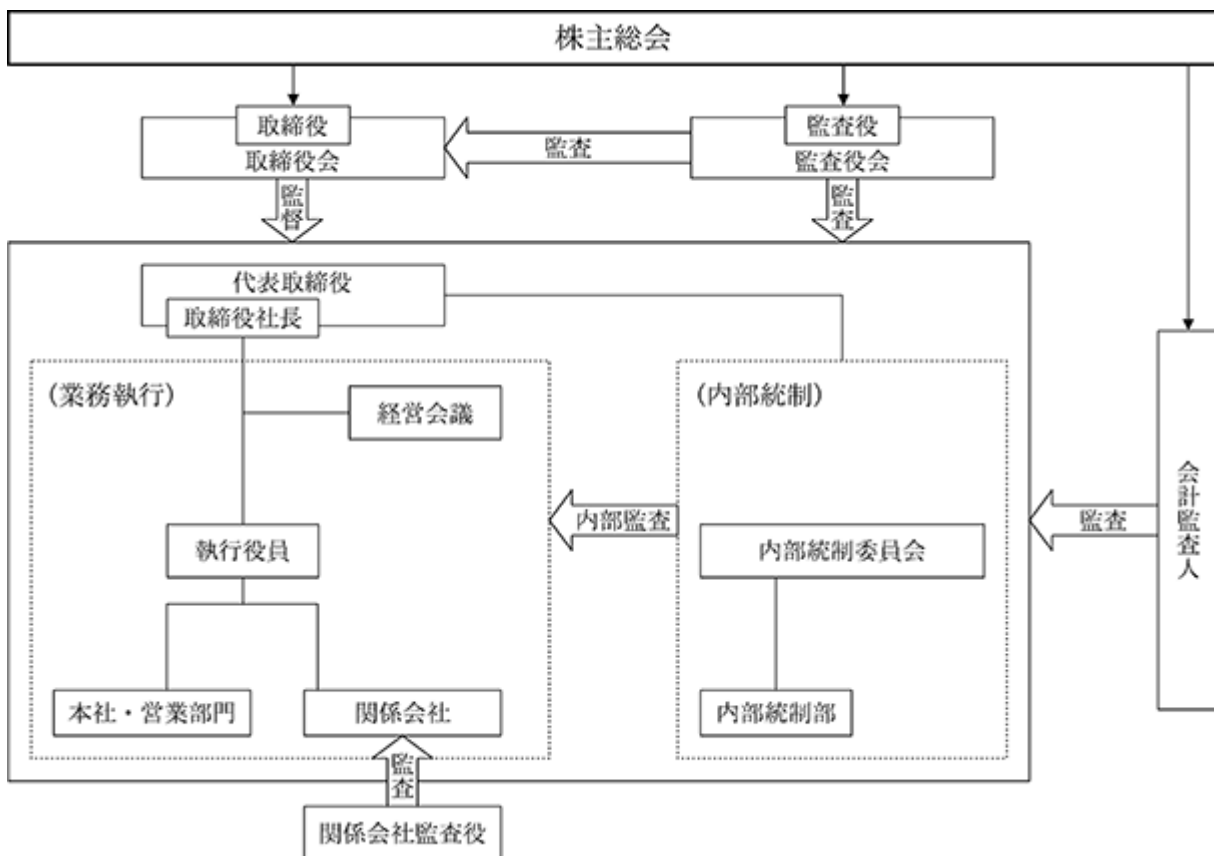 株主総会
取締役
取締役会
監査
監査役
監査役会
監督
監査
代表取締役
取締役社長
(業務執行)
経営会議
執行役員
本社・営業部門
関係会社
内部監査
(内部統制)
内部統制委員会
内部統制部
監査
会計監査人
監査
関係会社監査役